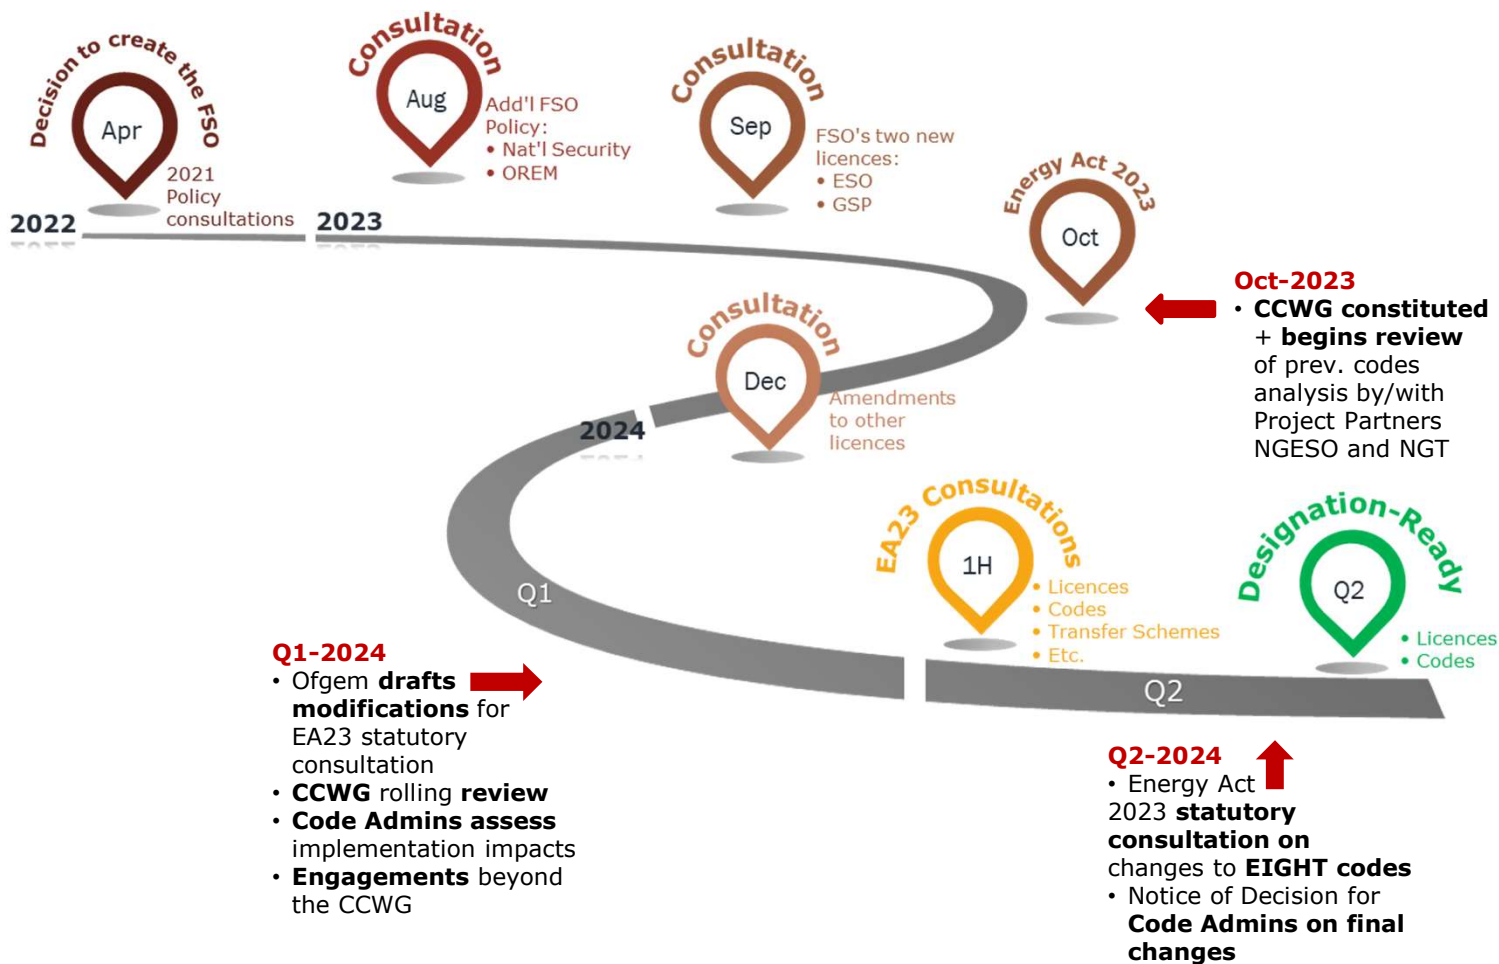 Decision to create the FSO
Apr
2021
Policy
consultations
2022
Consultation
Aug
Add'l FSO
Policy:
• Nat'l Security
• OREM
2023
Consultation
Sep
FSO's two new
licences:
• ESO
• GSP
Energy Act 2023
Oct
Oct-2023
• CCWG constituted
+ begins review
of prev. codes
analysis by/with
Project Partners
NGESO and NGT
Consultation
Dec
Amendments
to other
licences
2024
Q1
EA23 Consultations
1H
• Licences
• Codes
• Transfer Schemes
• Etc.
Designation-Ready
Q2
• Licences
• Codes
Q2
Q1-2024
• Ofgem drafts
modifications for
EA23 statutory
consultation
• CCWG rolling review
• Code Admins assess
implementation impacts
• Engagements beyond
the CCWG
Q2-2024
• Energy Act
2023 statutory
consultation on
changes to EIGHT codes
• Notice of Decision for
Code Admins on final
changes